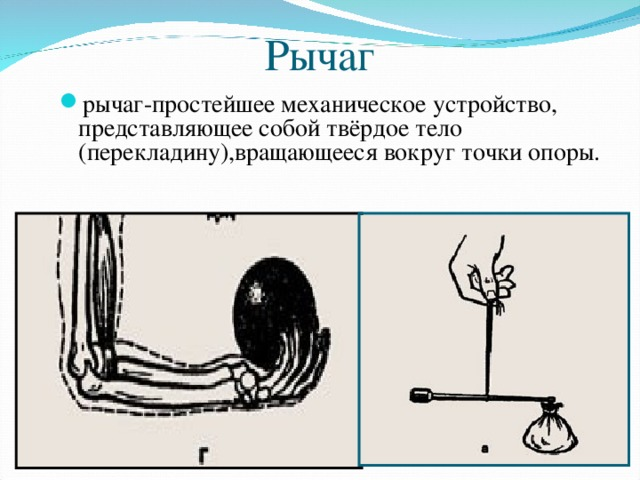 Рычаг
рычаг-простейшее механическое устройство,
представляющее собой твёрдое тело
(перекладину),вращающееся вокруг точки опоры.
г
а